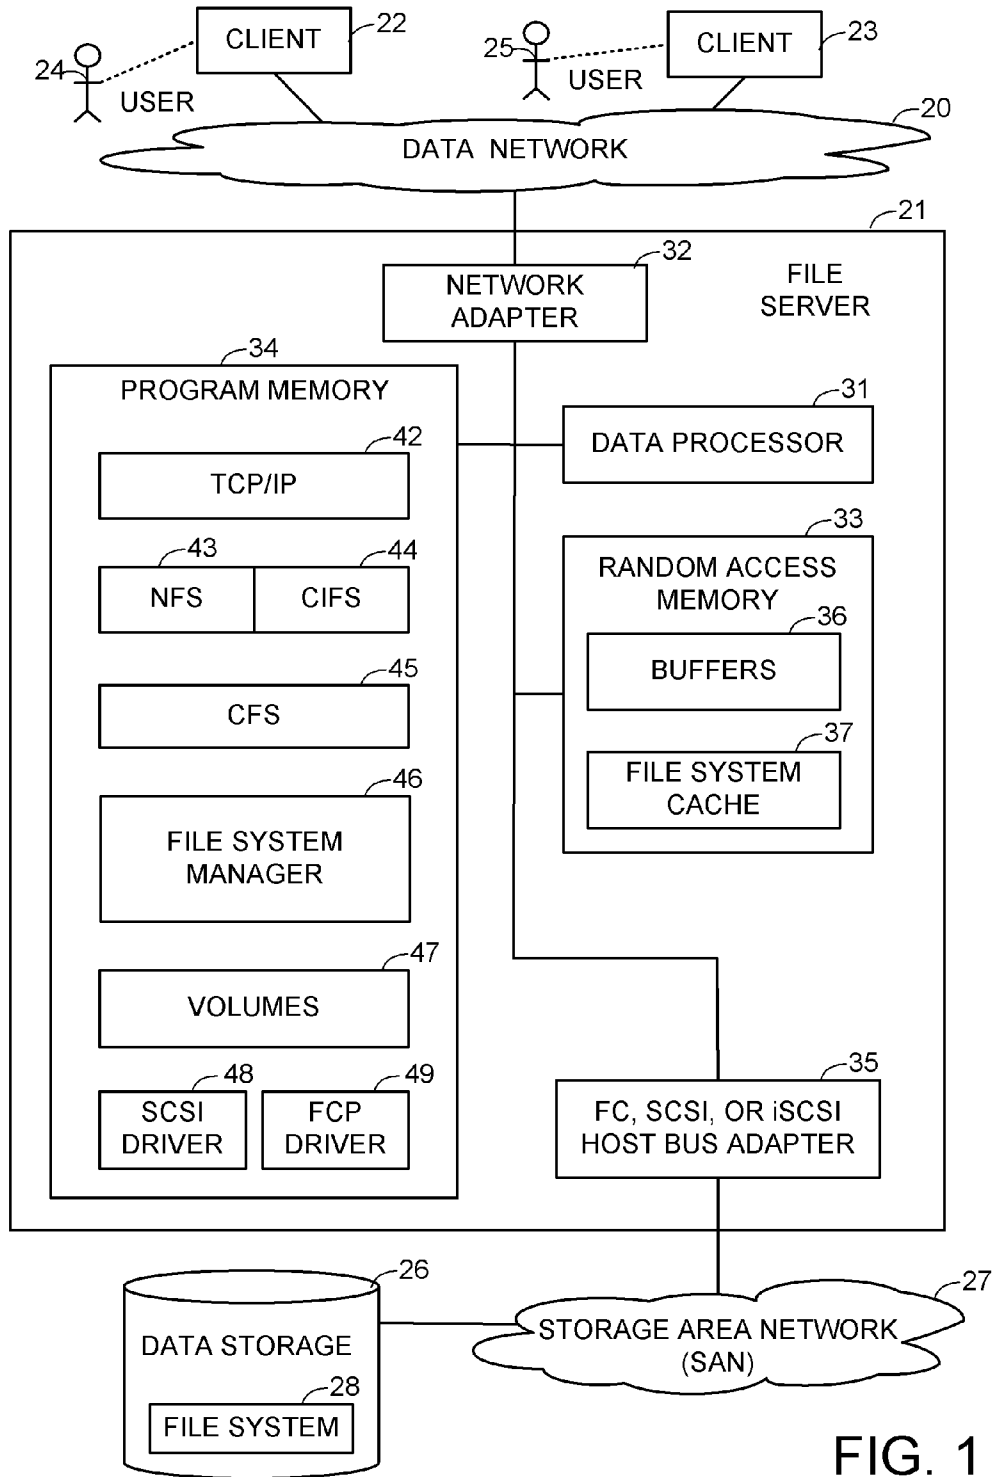 CLIENT
22
CLIENT
23
24
USER
25
USER
20
DATA NETWORK
21
FILE
SERVER
32
NETWORK
ADAPTER
34
PROGRAM MEMORY
42
TCP/IP
43
NFS
44
CIFS
45
CFS
46
FILE SYSTEM
MANAGER
47
VOLUMES
48
SCSI
DRIVER
49
FCP
DRIVER
31
DATA PROCESSOR
33
RANDOM ACCESS
MEMORY
36
BUFFERS
37
FILE SYSTEM
CACHE
35
FC, SCSI, OR iSCSI
HOST BUS ADAPTER
26
DATA STORAGE
28
FILE SYSTEM
27
STORAGE AREA NETWORK
(SAN)
FIG. 1